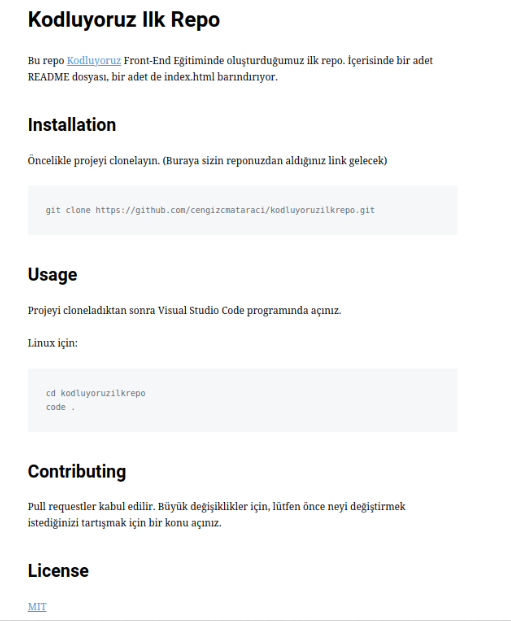 Kodluyoruz Ilk Repo
Bu repo Kodluyoruz Front-End Eğitiminde oluşturduğumuz ilk repo. İçerisinde bir adet
README dosyası, bir adet de index.html barındırıyor.
Installation
Öncelikle projeyi clonelayın. (Buraya sizin reponuzdan aldığınız link gelecek)
git clone https://github.com/cengizcmataraci/kodluyoruzilkrepo.git
Usage
Projeyi cloneladıktan sonra Visual Studio Code programında açınız.
Linux için:
cd kodluyoruzilkrepo
code .
Contributing
Pull requestler kabul edilir. Büyük değişiklikler için, lütfen önce neyi değiştirmek
istediğinizi tartışmak için bir konu açınız.
License
MIT